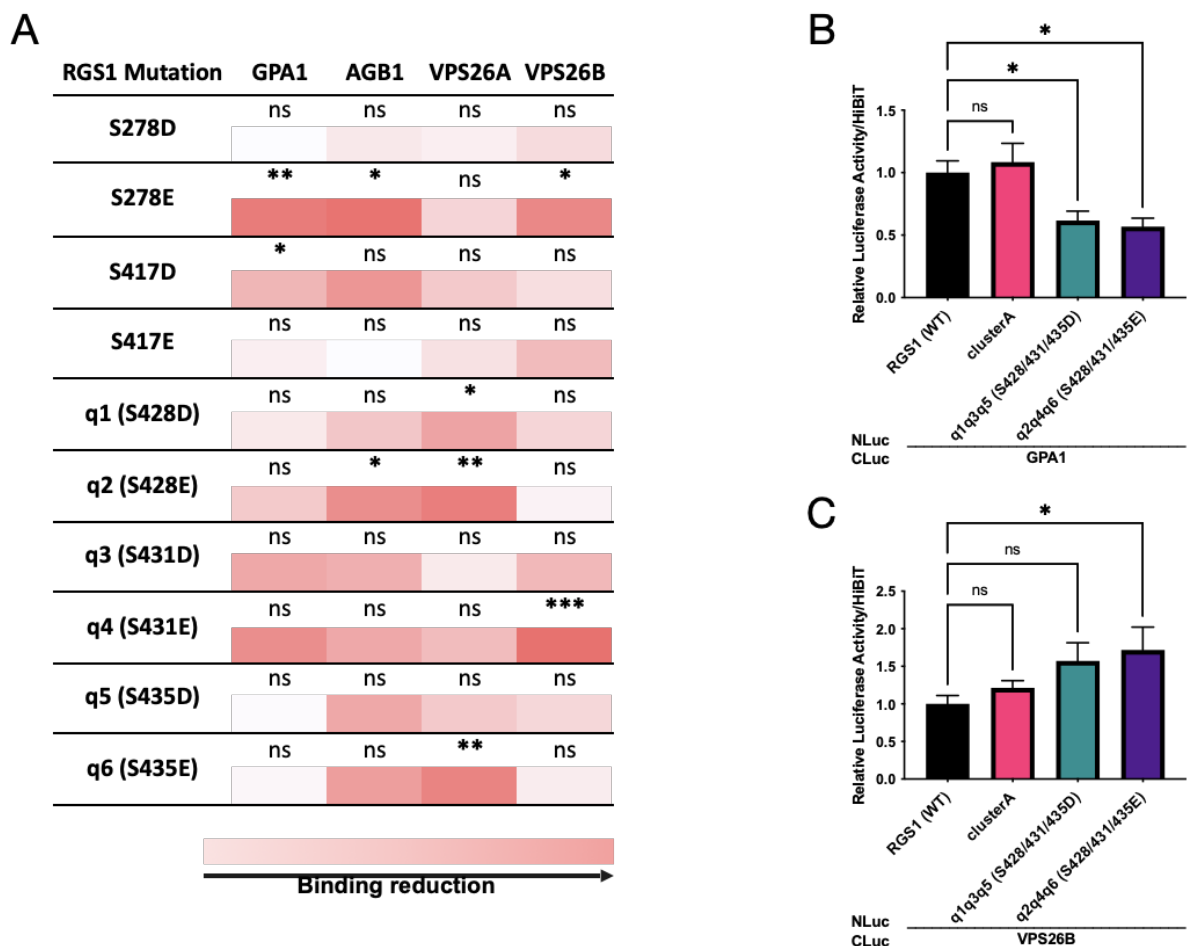 A
RGS1 Mutation GPA1 AGB1 VPS26A VPS26B
ns ns ns ns
S278D
** * ns *
S278E
* ns ns ns
S417D
ns ns ns ns
S417E
ns ns * ns
q1 (S428D)
ns * ** ns
q2 (S428E)
ns ns ns ns
q3 (S431D)
ns ns ns ***
q4 (S431E)
ns ns ns ns
q5 (S435D)
ns ns ** ns
q6 (S435E)
Binding reduction
B
*
*
ns
Relative Luciferase Activity/HiBiT
1.5
1.0
0.5
0.0
RGS1 (WT)
clusterA
q1q3q5 (S428/431/435D)
q2q4q6 (S428/431/435E)
NLuc
CLuc GPA1
C
*
ns
ns
Relative Luciferase Activity/HiBiT
2.5
2.0
1.5
1.0
0.5
0.0
RGS1 (WT)
clusterA
q1q3q5 (S428/431/435D)
q2q4q6 (S428/431/435E)
NLuc
CLuc VPS26B